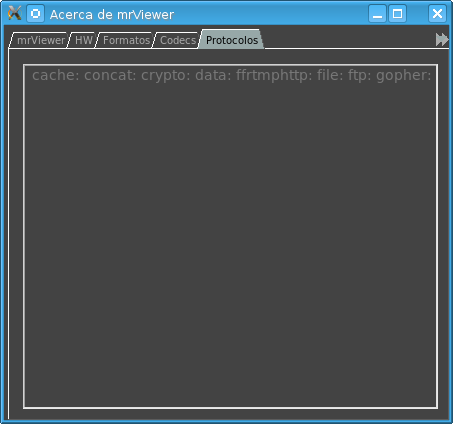 Acerca de mrViewer
mrViewer HW Formatos Codecs Protocolos
cache: concat: crypto: data: ffrtmphttp: file: ftp: gopher: